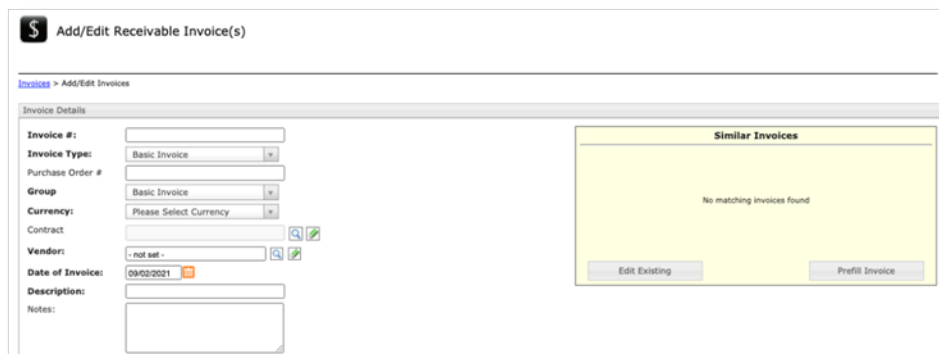 $ Add/Edit Receivable Invoice(s)
Invoices > Add/Edit Invoices
Invoice Details
Invoice #:
Invoice Type: Basic Invoice
Purchase Order #
Group Basic Invoice
Currency: Please Select Currency
Contract
Vendor: - not set -
Date of Invoice: 09/02/2021
Description:
Notes:
Similar Invoices
No matching invoices found
Edit Existing Prefill Invoice